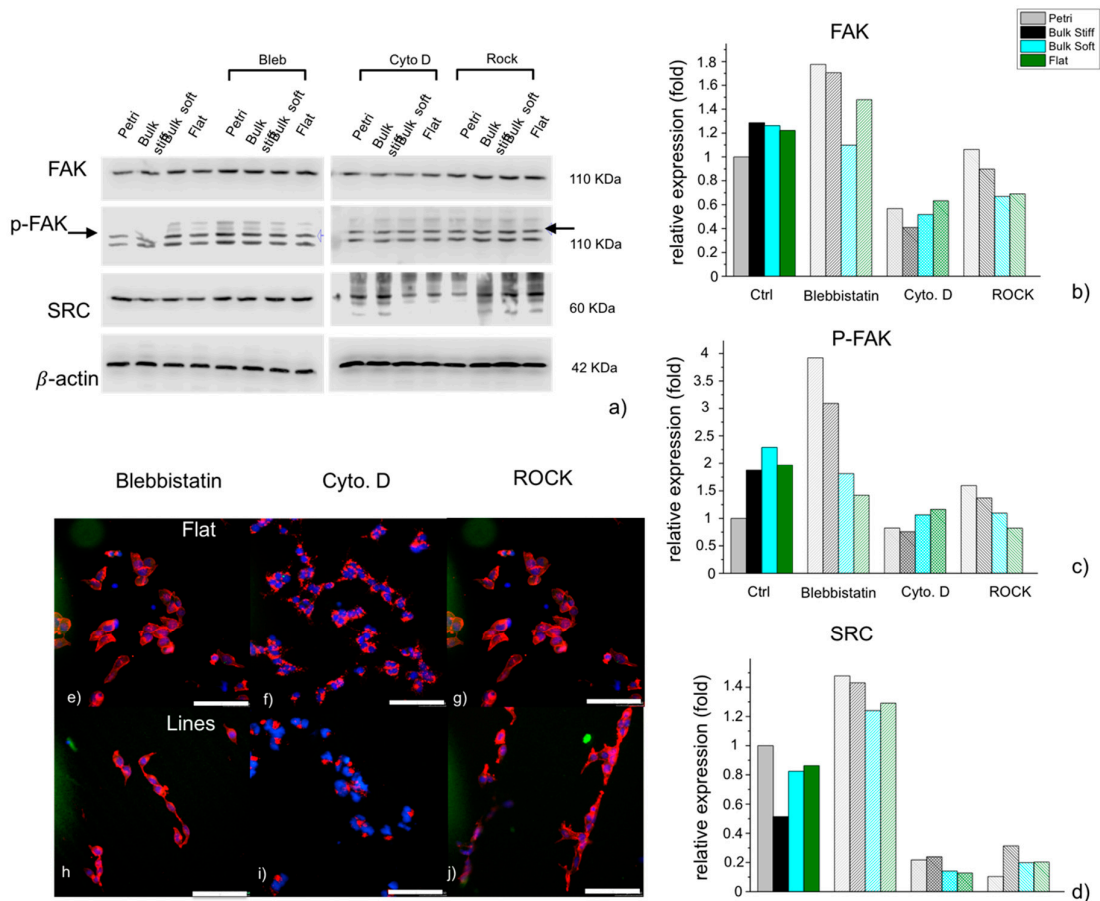 a)
Bleb
Cyto D
Rock
Petri
Bulk stiff
Bulk soft
Flat
Petri
Bulk stiff
Bulk soft
Flat
Petri
Bulk stiff
Bulk soft
Flat
Petri
Bulk stiff
Bulk soft
Flat
FAK
110 KDa
p-FAK
110 KDa
SRC
60 KDa
β-actin
42 KDa
Petri
Bulk Stiff
Bulk Soft
Flat
FAK
relative expression (fold)
1.8
1.6
1.4
1.2
1
0.8
0.6
0.4
0.2
0
Ctrl Blebbistatin Cyto. D ROCK
b)
P-FAK
relative expression (fold)
4
3.5
3
2.5
2
1.5
1
0.5
0
Ctrl Blebbistatin Cyto. D ROCK
c)
SRC
relative expression (fold)
1.4
1.2
1
0.8
0.6
0.4
0.2
0
d)
Blebbistatin Cyto. D ROCK
Flat
e) f) g)
Lines
h i) j)